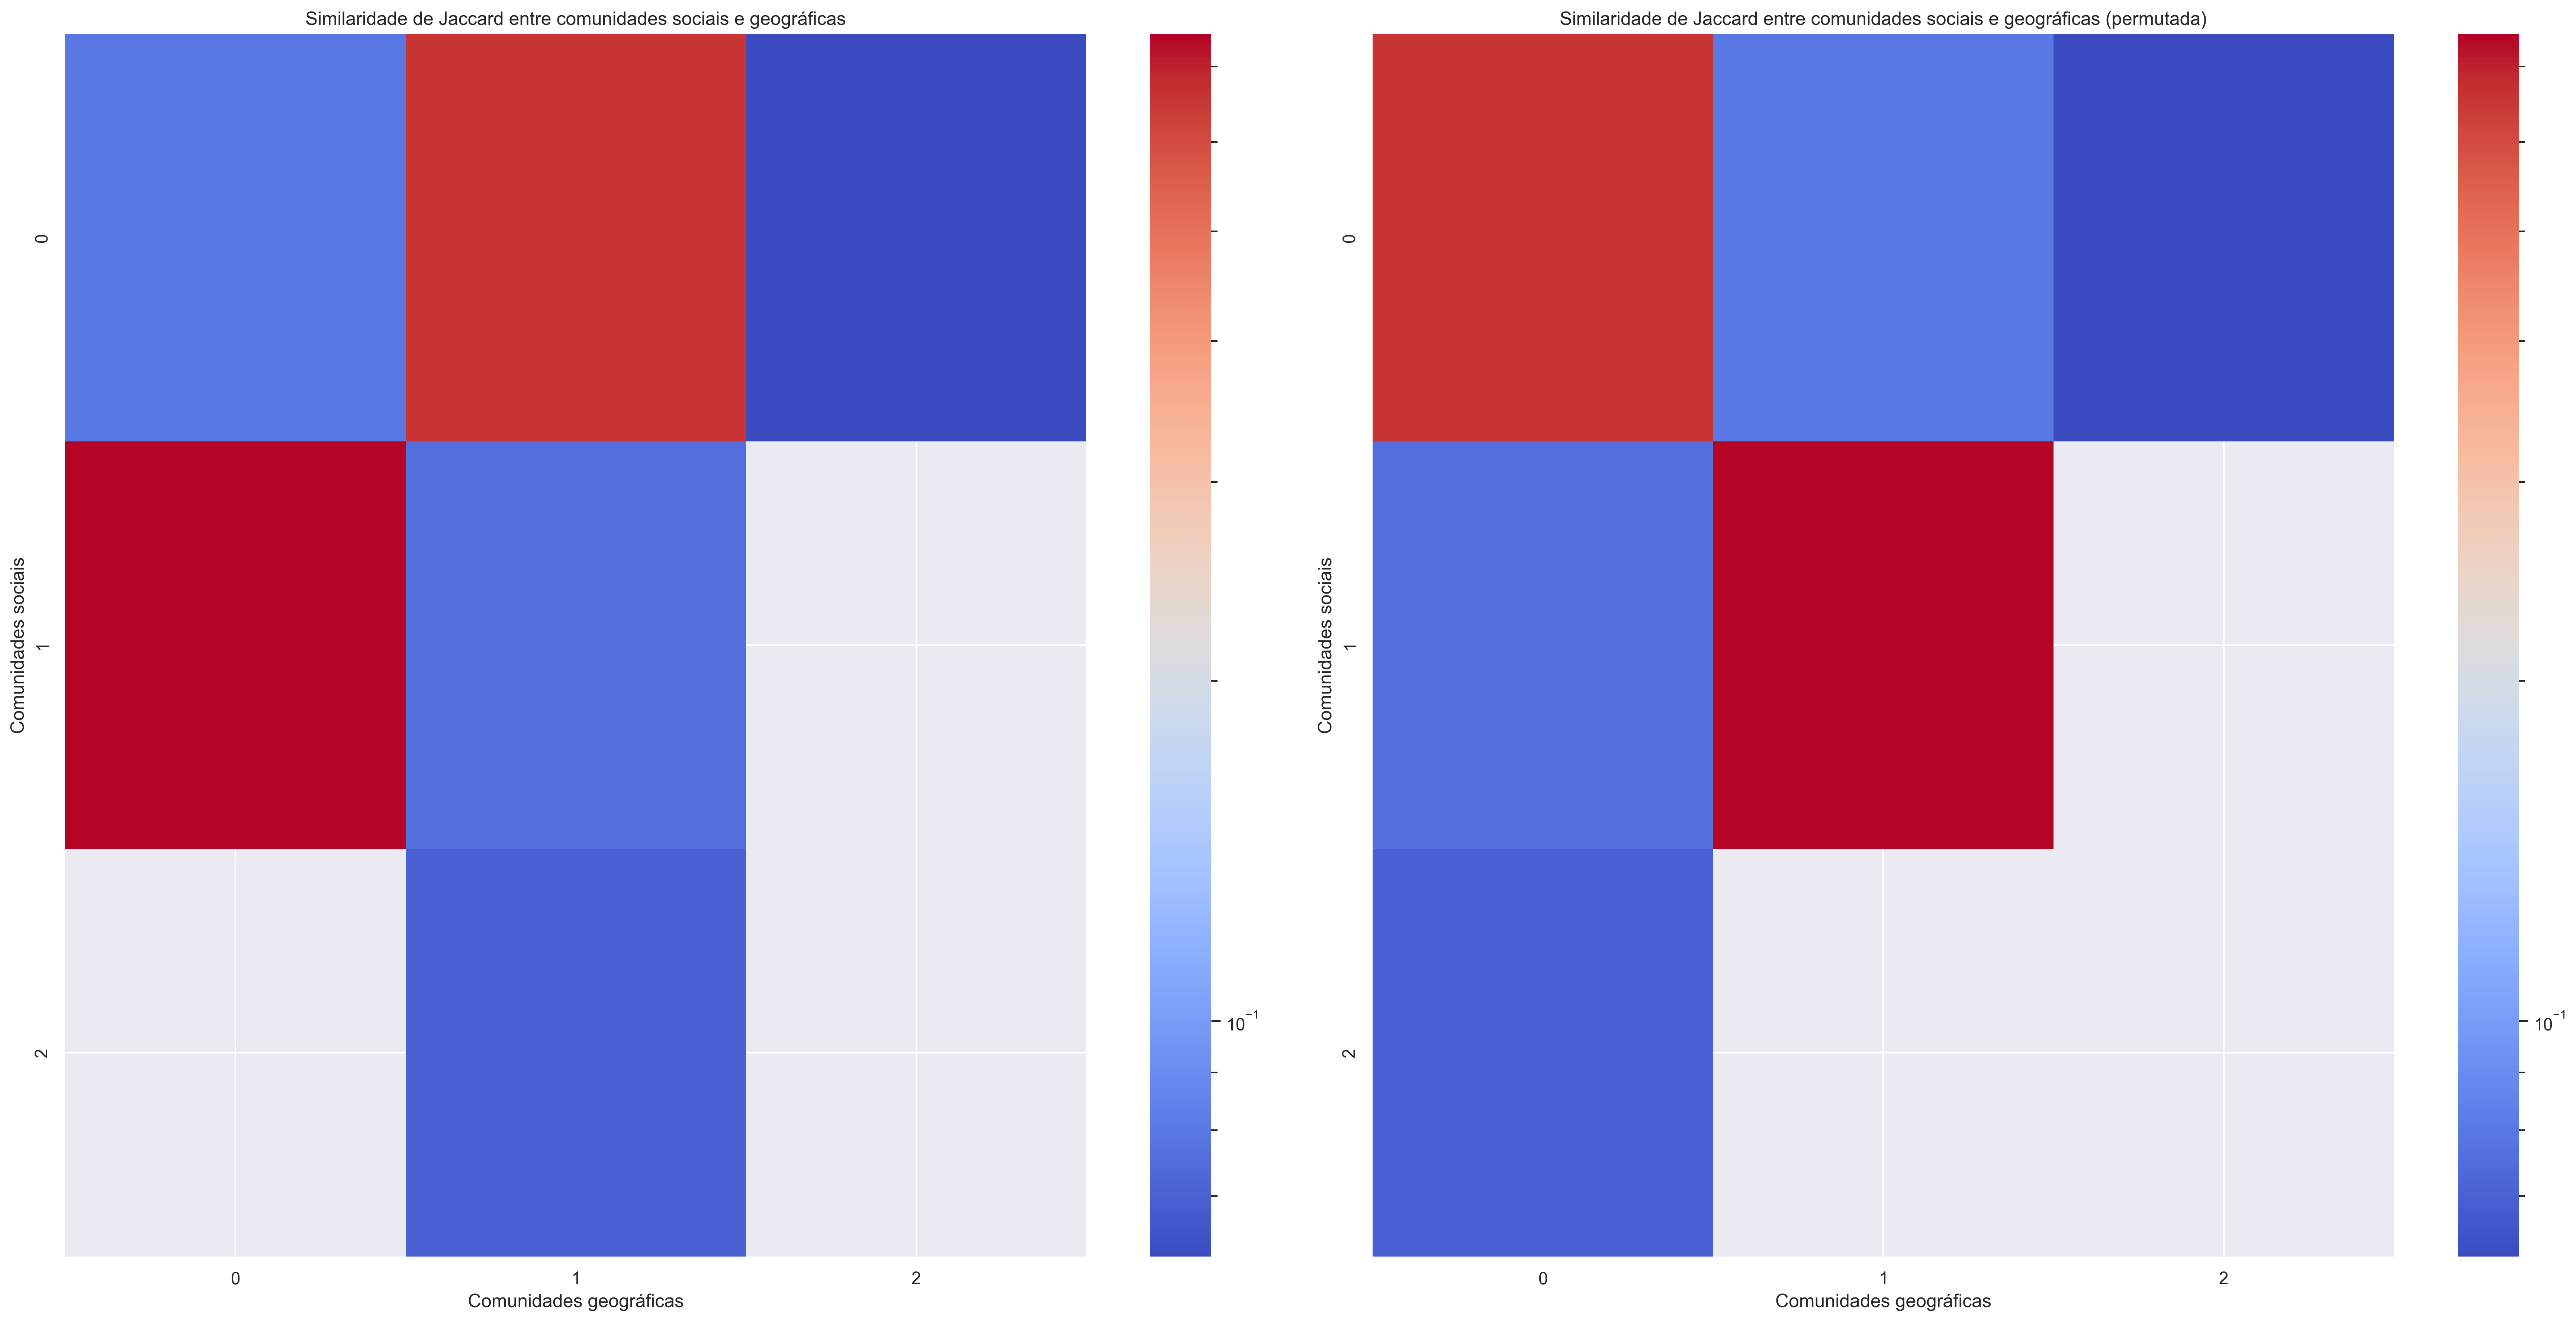 Similaridade de Jaccard entre comunidades sociais e geográficas
Comunidades sociais
0
1
2
0 1 2
Comunidades geográficas
10⁻¹
Similaridade de Jaccard entre comunidades sociais e geográficas (permutada)
Comunidades sociais
0
1
2
0 1 2
Comunidades geográficas
10⁻¹